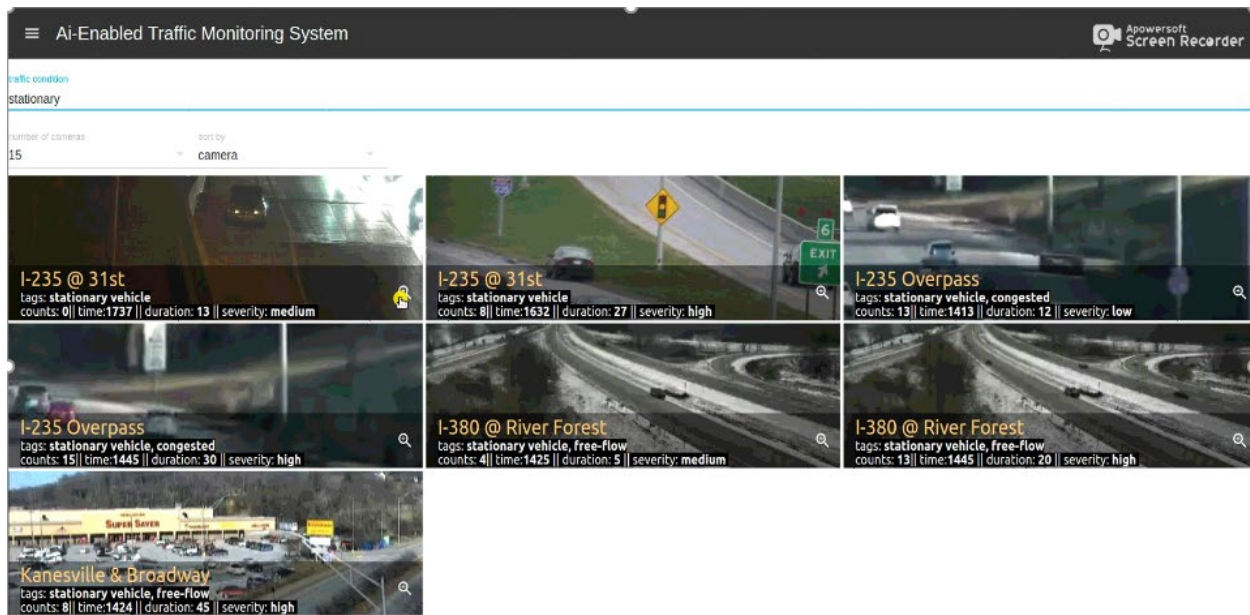 Ai-Enabled Traffic Monitoring System
Apowersoft
Screen Recorder
traffic condition
stationary
number of cameras
sort by
15
camera
235
6
EXIT
I-235 @ 31st
tags: stationary vehicle
counts: 0|| time:1737 || duration: 13 || severity: medium
I-235 @ 31st
tags: stationary vehicle
counts: 8|| time:1632 || duration: 27 || severity: high
I-235 Overpass
tags: stationary vehicle, congested
counts: 13|| time:1413 || duration: 12 || severity: low
I-235 Overpass
tags: stationary vehicle, congested
counts: 15|| time:1445 || duration: 30 || severity: high
I-380 @ River Forest
tags: stationary vehicle, free-flow
counts: 4|| time:1425 || duration: 5 || severity: medium
I-380 @ River Forest
tags: stationary vehicle, free-flow
counts: 13|| time:1445 || duration: 20 || severity: high
SUPER SAVER
Kanesville & Broadway
tags: stationary vehicle, free-flow
counts: 8|| time:1424 || duration: 45 || severity: high